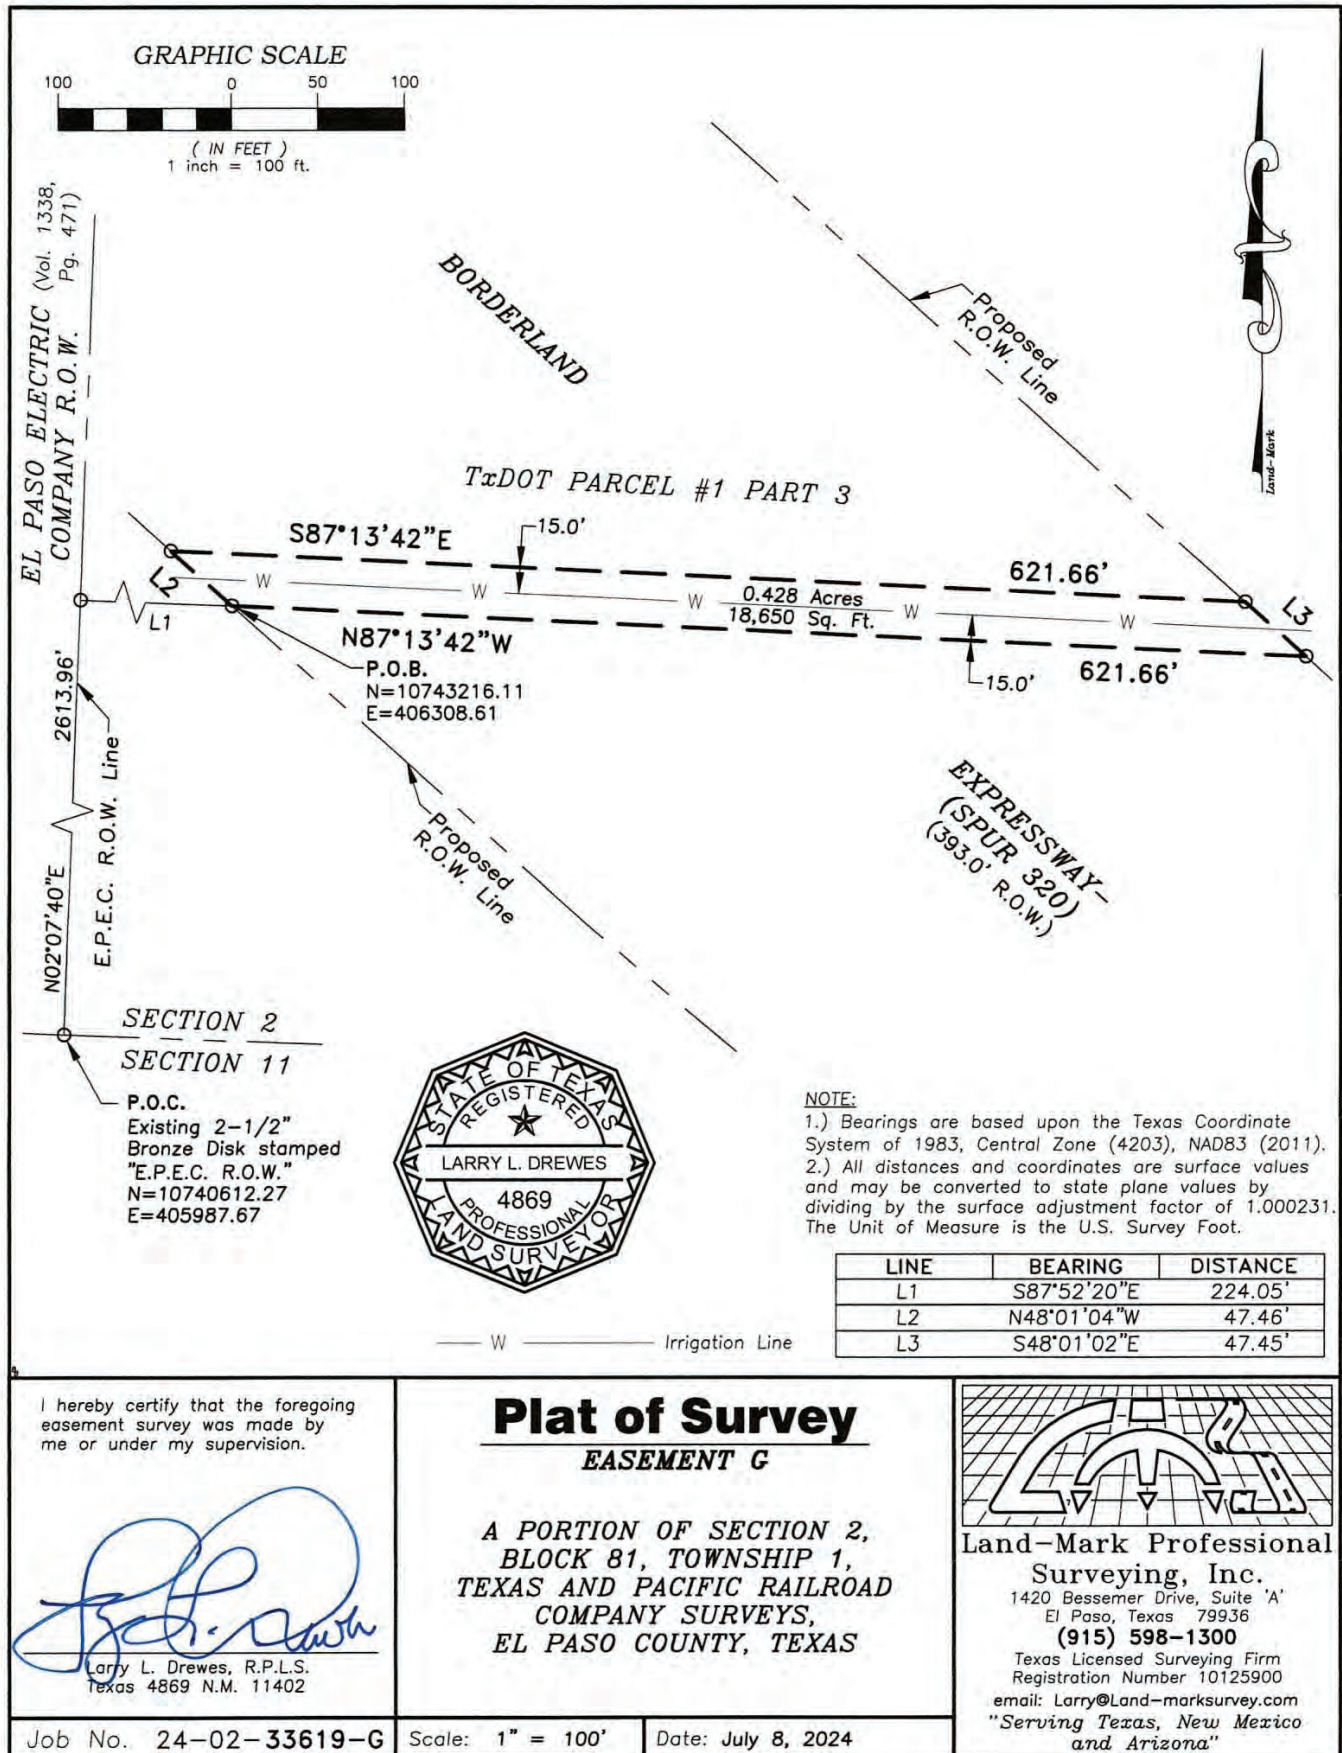 GRAPHIC SCALE
100 0 50 100
( IN FEET )
1 inch = 100 ft.
EL PASO ELECTRIC (Vol. 1338,
COMPANY R.O.W. Pg. 471)
BORDERLAND
Proposed
R.O.W. Line
Land-Mark
TxDOT PARCEL #1 PART 3
S87°13'42"E
15.0'
621.66'
L2
W W W W W
0.428 Acres
18,650 Sq. Ft.
L3
L1
N87°13'42"W
15.0'
621.66'
P.O.B.
N=10743216.11
E=406308.61
2613.96'
E.P.E.C. R.O.W. Line
N02°07'40"E
Proposed
R.O.W. Line
EXPRESSWAY-
(SPUR 320)
(393.0' R.O.W.)
SECTION 2
SECTION 11
P.O.C.
Existing 2-1/2"
Bronze Disk stamped
"E.P.E.C. R.O.W."
N=10740612.27
E=405987.67
STATE OF TEXAS
REGISTERED
LARRY L. DREWES
4869
PROFESSIONAL
LAND SURVEYOR
NOTE:
1.) Bearings are based upon the Texas Coordinate
System of 1983, Central Zone (4203), NAD83 (2011).
2.) All distances and coordinates are surface values
and may be converted to state plane values by
dividing by the surface adjustment factor of 1.000231.
The Unit of Measure is the U.S. Survey Foot.
LINE BEARING DISTANCE
L1 S87°52'20"E 224.05'
L2 N48°01'04"W 47.46'
L3 S48°01'02"E 47.45'
W Irrigation Line
I hereby certify that the foregoing
easement survey was made by
me or under my supervision.
Larry L. Drewes, R.P.L.S.
Texas 4869 N.M. 11402
Job No. 24-02-33619-G
Plat of Survey
EASEMENT G
A PORTION OF SECTION 2,
BLOCK 81, TOWNSHIP 1,
TEXAS AND PACIFIC RAILROAD
COMPANY SURVEYS,
EL PASO COUNTY, TEXAS
Scale: 1" = 100'
Date: July 8, 2024
Land-Mark Professional
Surveying, Inc.
1420 Bessemer Drive, Suite 'A'
El Paso, Texas 79936
(915) 598-1300
Texas Licensed Surveying Firm
Registration Number 10125900
email: Larry@Land-marksurvey.com
"Serving Texas, New Mexico
and Arizona"